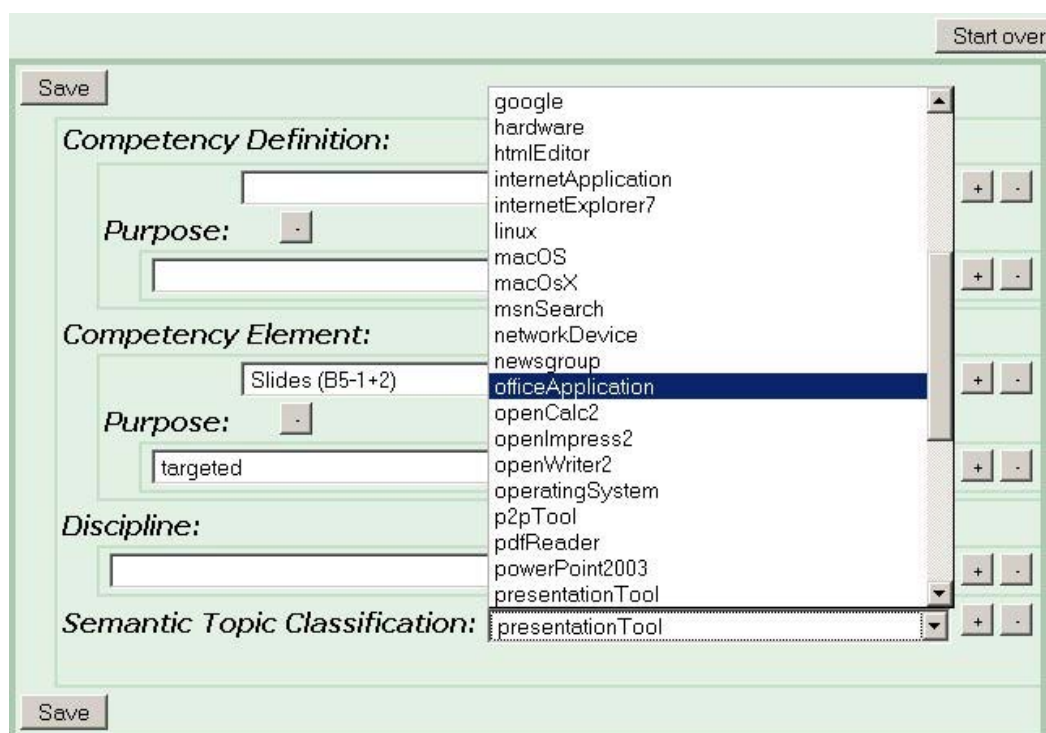 Start over
Save
Competency Definition:
+ -
Purpose: -
+ -
Competency Element:
Slides (B5-1+2)
+ -
Purpose: -
targeted
+ -
Discipline:
+ -
Semantic Topic Classification: presentationTool
+ -
google
hardware
htmlEditor
internetApplication
internetExplorer7
linux
macOS
macOsX
msnSearch
networkDevice
newsgroup
officeApplication
openCalc2
openImpress2
openWriter2
operatingSystem
p2pTool
pdfReader
powerPoint2003
presentationTool
Save